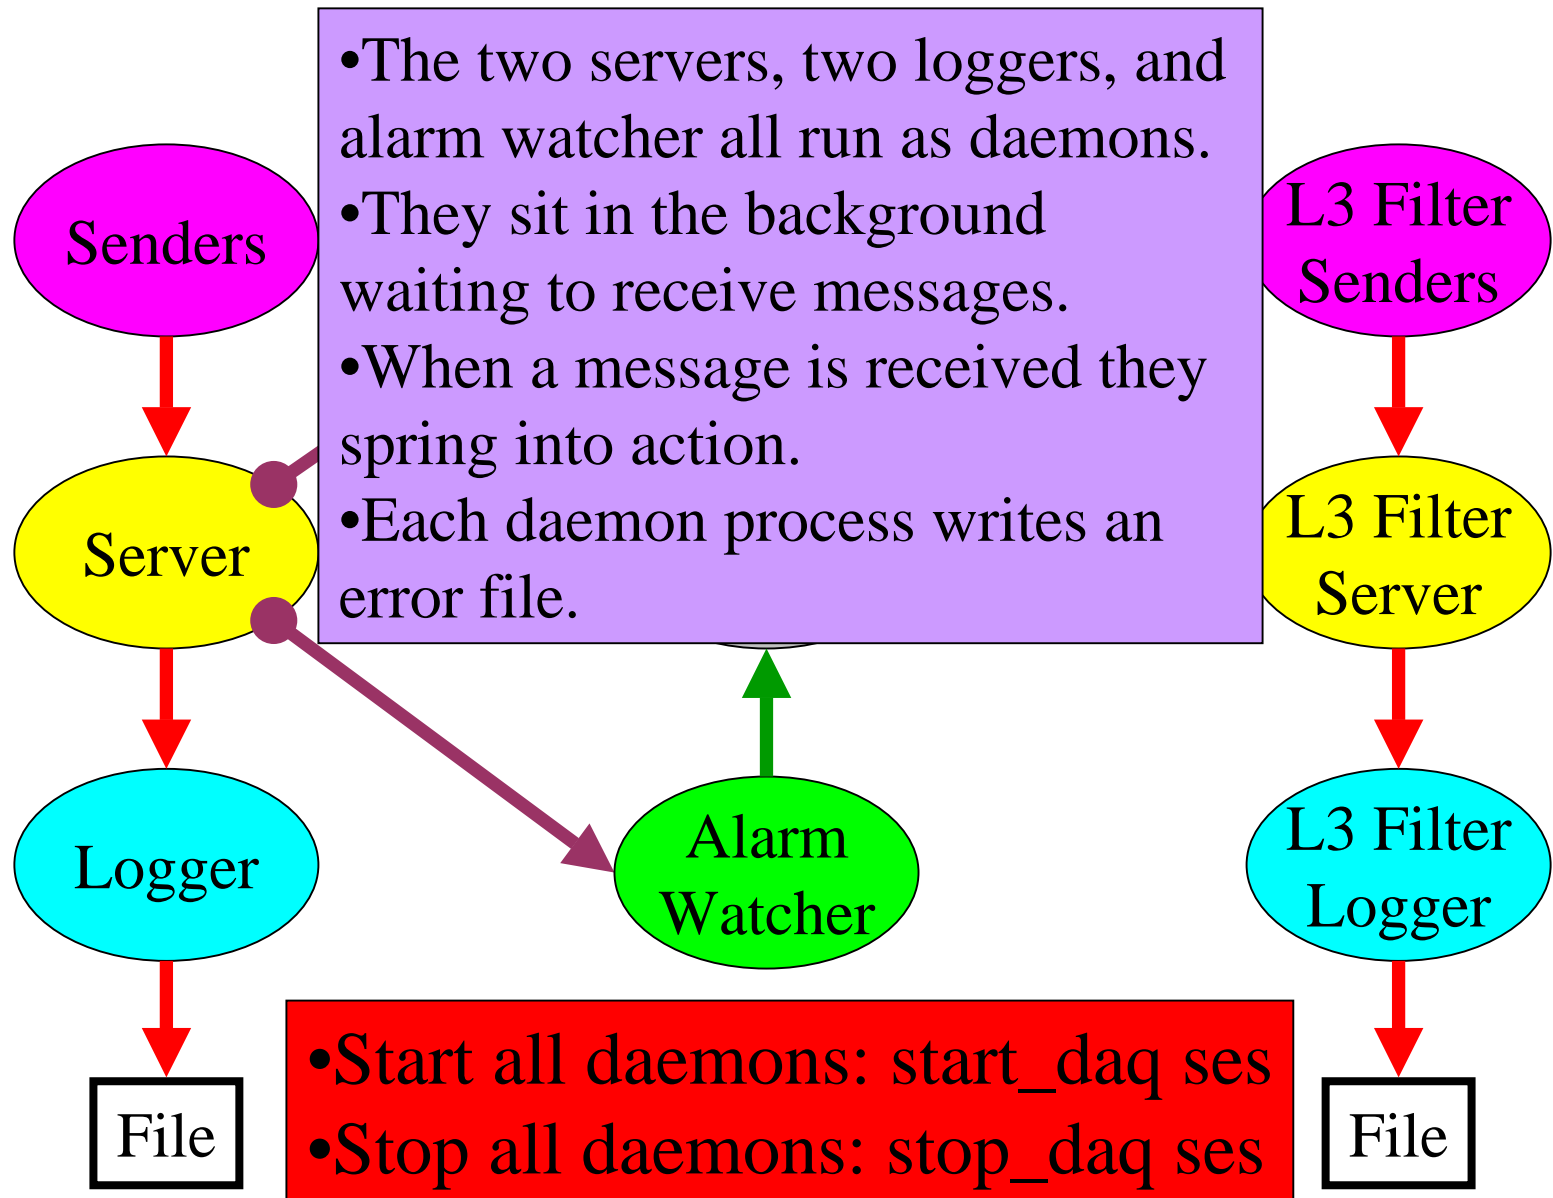 •The two servers, two loggers, and
alarm watcher all run as daemons.
•They sit in the background
waiting to receive messages.
•When a message is received they
spring into action.
•Each daemon process writes an
error file.
Senders
L3 Filter
Senders
Server
L3 Filter
Server
Logger
Alarm
Watcher
L3 Filter
Logger
•Start all daemons: start_daq ses
•Stop all daemons: stop_daq ses
File
File